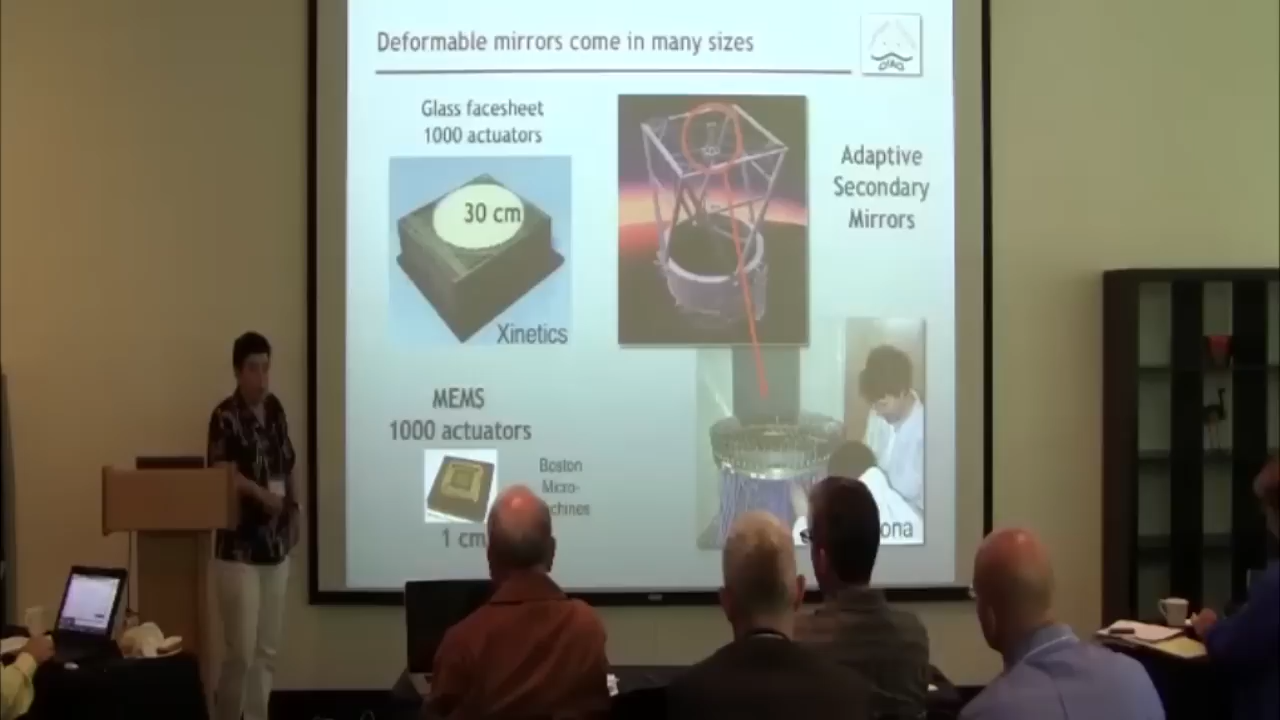 Deformable mirrors come in many sizes
Glass facesheet
1000 actuators
30 cm
Xinetics
Adaptive
Secondary
Mirrors
MEMS
1000 actuators
Boston
Micro-
chines
1 cm
ona